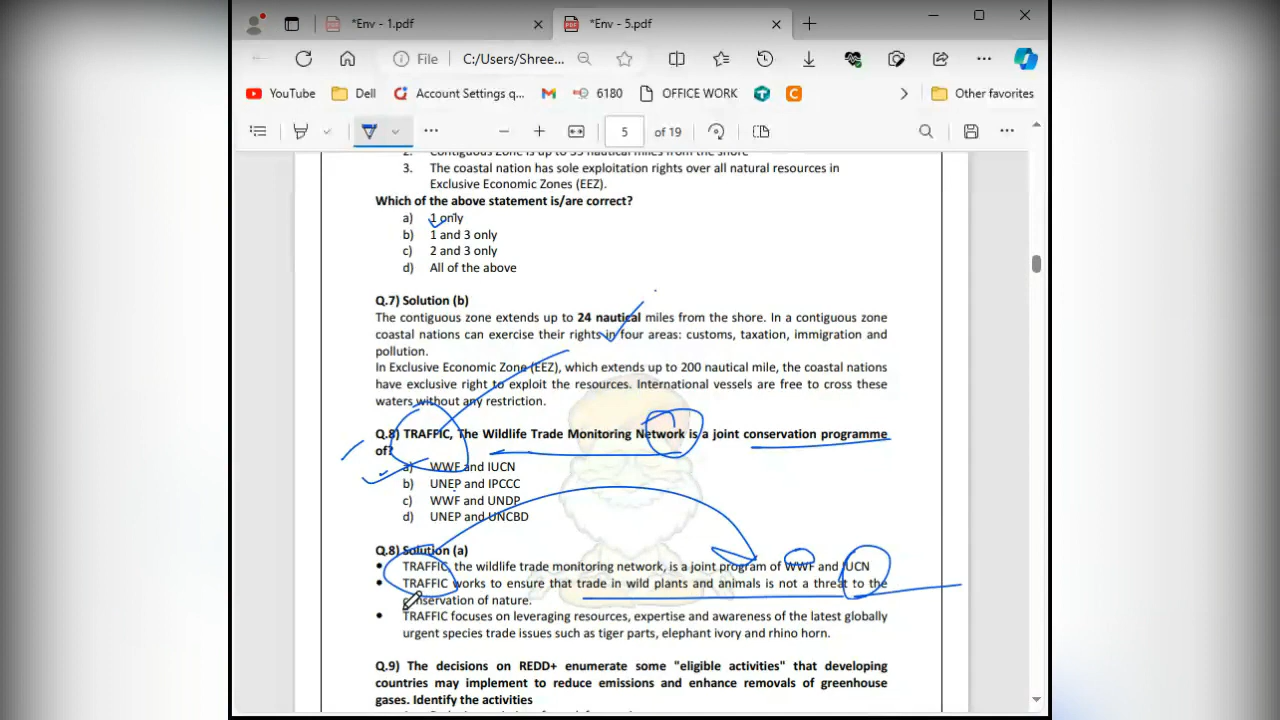 *Env - 1.pdf
*Env - 5.pdf
File C:/Users/Shree...
YouTube Dell Account Settings q... 6180 OFFICE WORK Other favorites
5 of 19
3. The coastal nation has sole exploitation rights over all natural resources in
Exclusive Economic Zones (EEZ).
Which of the above statement is/are correct?
a) 1 only
b) 1 and 3 only
c) 2 and 3 only
d) All of the above
Q.7) Solution (b)
The contiguous zone extends up to 24 nautical miles from the shore. In a contiguous zone
coastal nations can exercise their rights in four areas: customs, taxation, immigration and
pollution.
In Exclusive Economic Zone (EEZ), which extends up to 200 nautical mile, the coastal nations
have exclusive right to exploit the resources. International vessels are free to cross these
waters without any restriction.
Q.8) TRAFFIC, The Wildlife Trade Monitoring Network is a joint conservation programme
of?
a) WWF and IUCN
b) UNEP and IPCCC
c) WWF and UNDP
d) UNEP and UNCBD
Q.8) Solution (a)
• TRAFFIC, the wildlife trade monitoring network, is a joint program of WWF and IUCN
• TRAFFIC works to ensure that trade in wild plants and animals is not a threat to the
conservation of nature.
• TRAFFIC focuses on leveraging resources, expertise and awareness of the latest globally
urgent species trade issues such as tiger parts, elephant ivory and rhino horn.
Q.9) The decisions on REDD+ enumerate some "eligible activities" that developing
countries may implement to reduce emissions and enhance removals of greenhouse
gases. Identify the activities